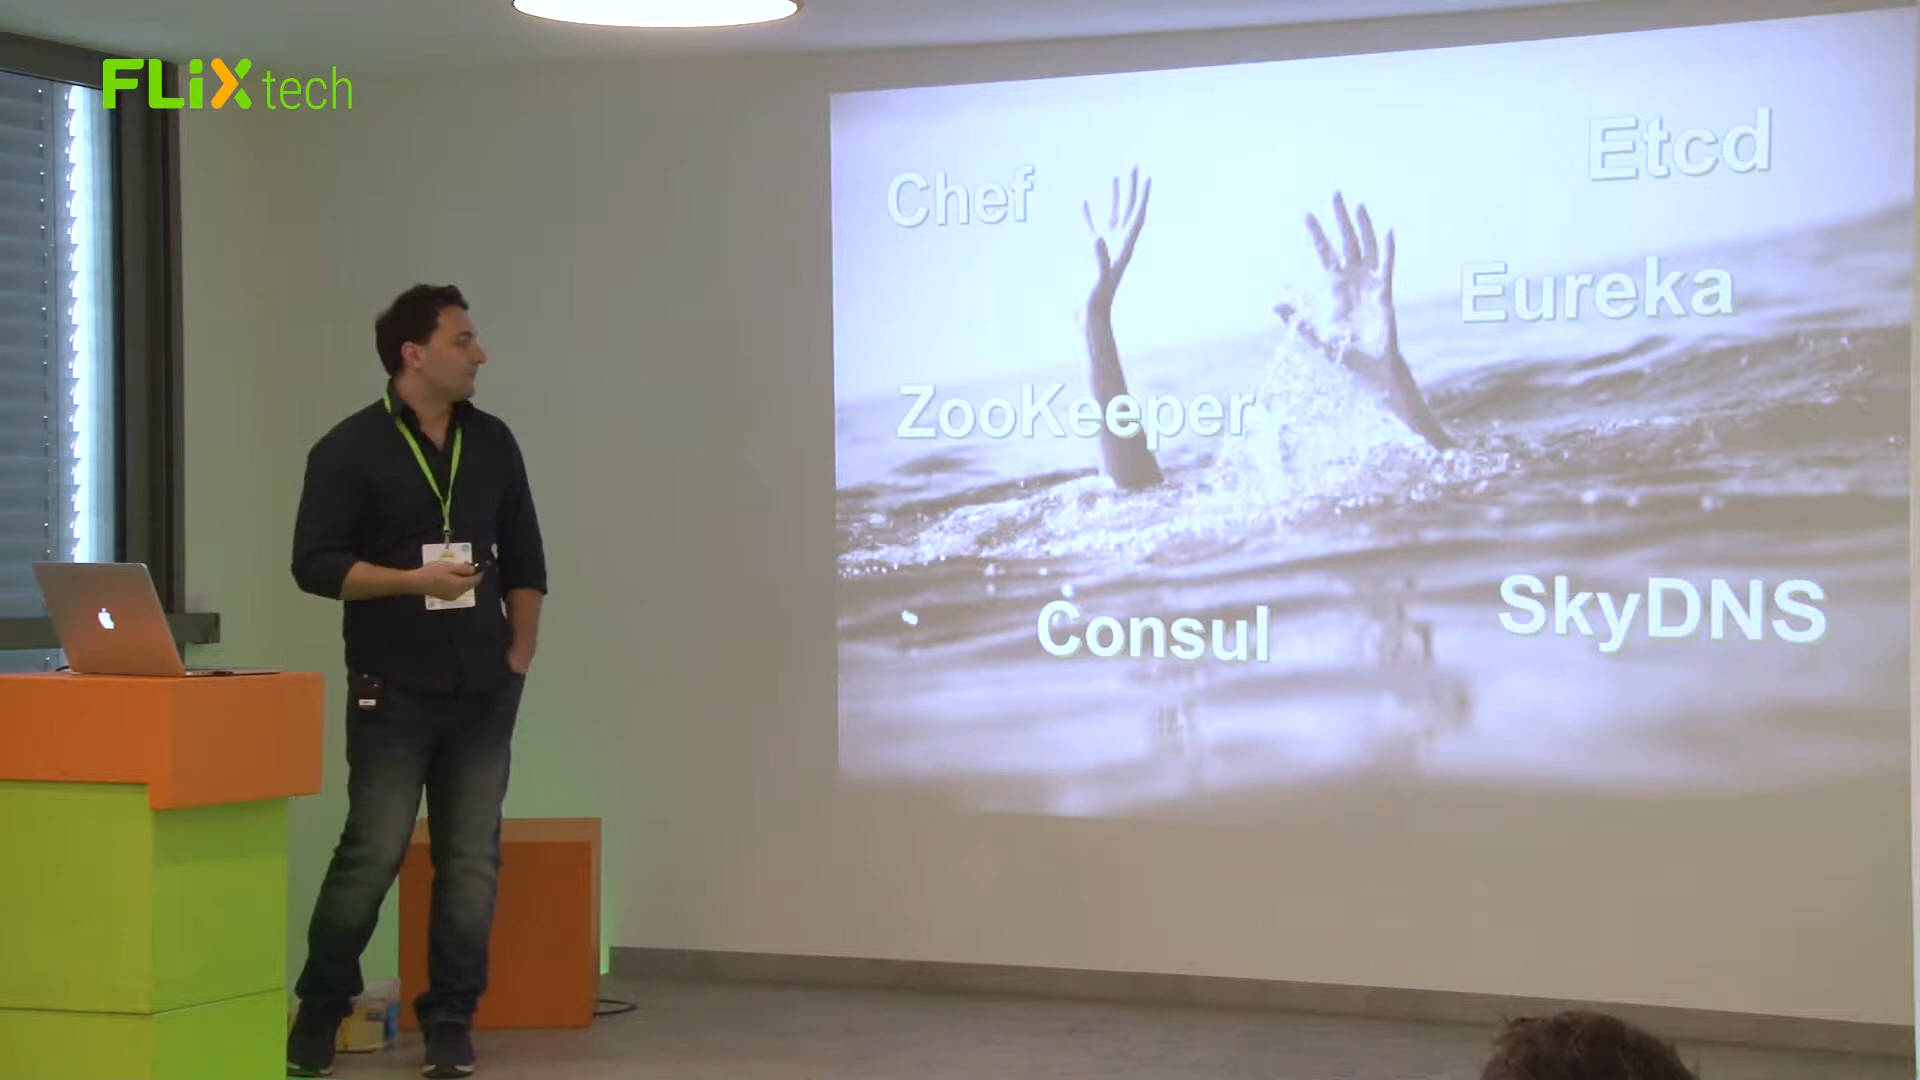 FLiX tech
Chef
Etcd
Eureka
ZooKeeper
Consul
SkyDNS